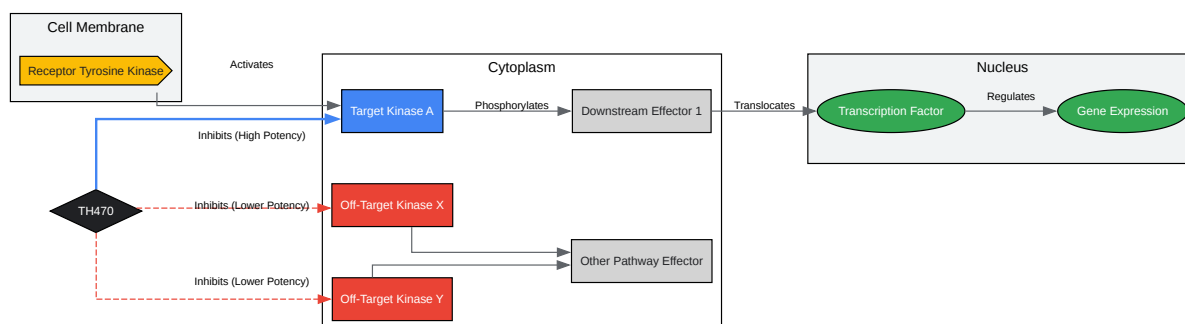 Cell Membrane
Receptor Tyrosine Kinase
Activates
Cytoplasm
Nucleus
Target Kinase A
Phosphorylates
Downstream Effector 1
Translocates
Transcription Factor
Regulates
Gene Expression
Inhibits (High Potency)
TH470
Inhibits (Lower Potency)
Off-Target Kinase X
Other Pathway Effector
Inhibits (Lower Potency)
Off-Target Kinase Y